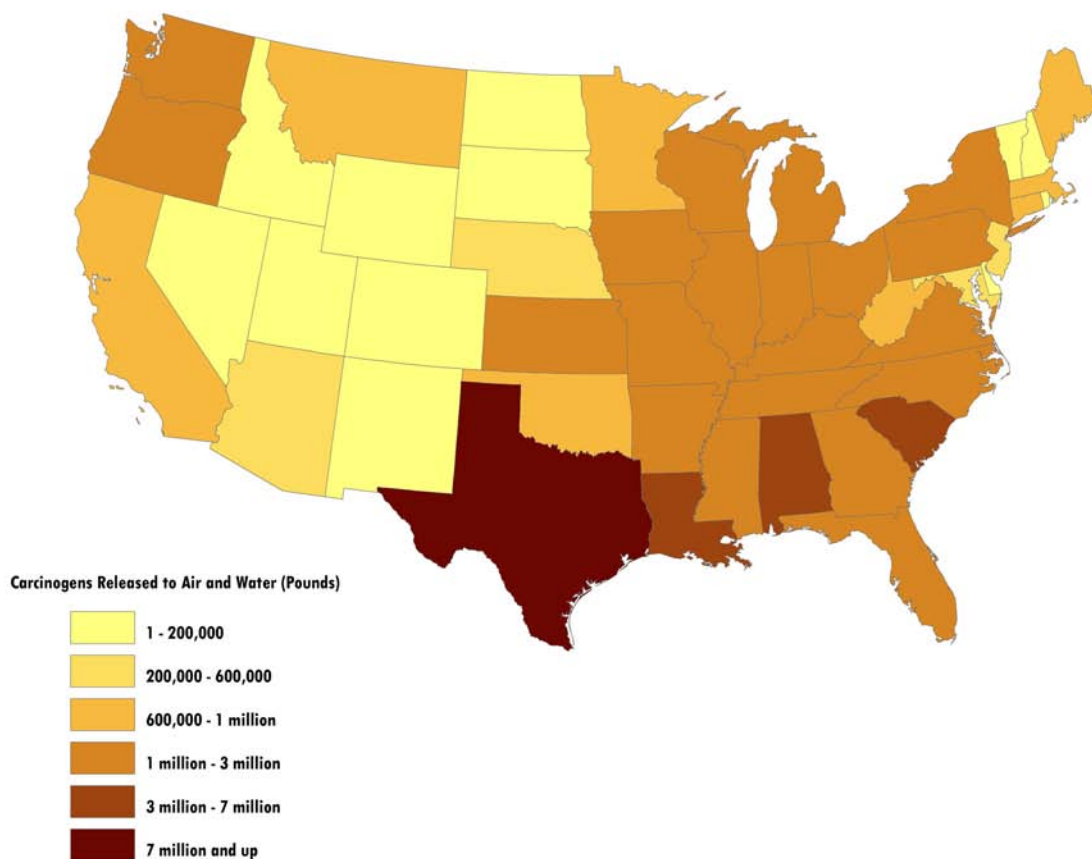 Carcinogens Released to Air and Water (Pounds)
1 - 200,000
200,000 - 600,000
600,000 - 1 million
1 million - 3 million
3 million - 7 million
7 million and up